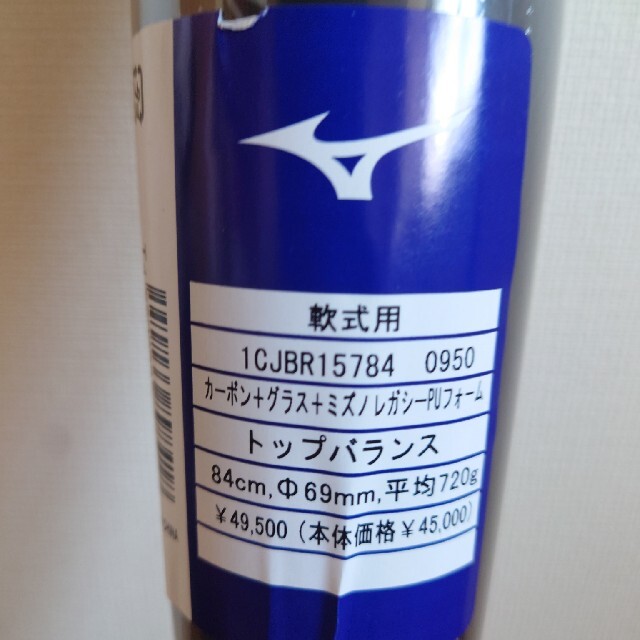 軟式用
1CJBR15784 0950
カーボン+グラス+ミズノレガシーPUフォーム
トップバランス
84cm,Φ69mm,平均720g
￥49,500（本体価格￥45,000）